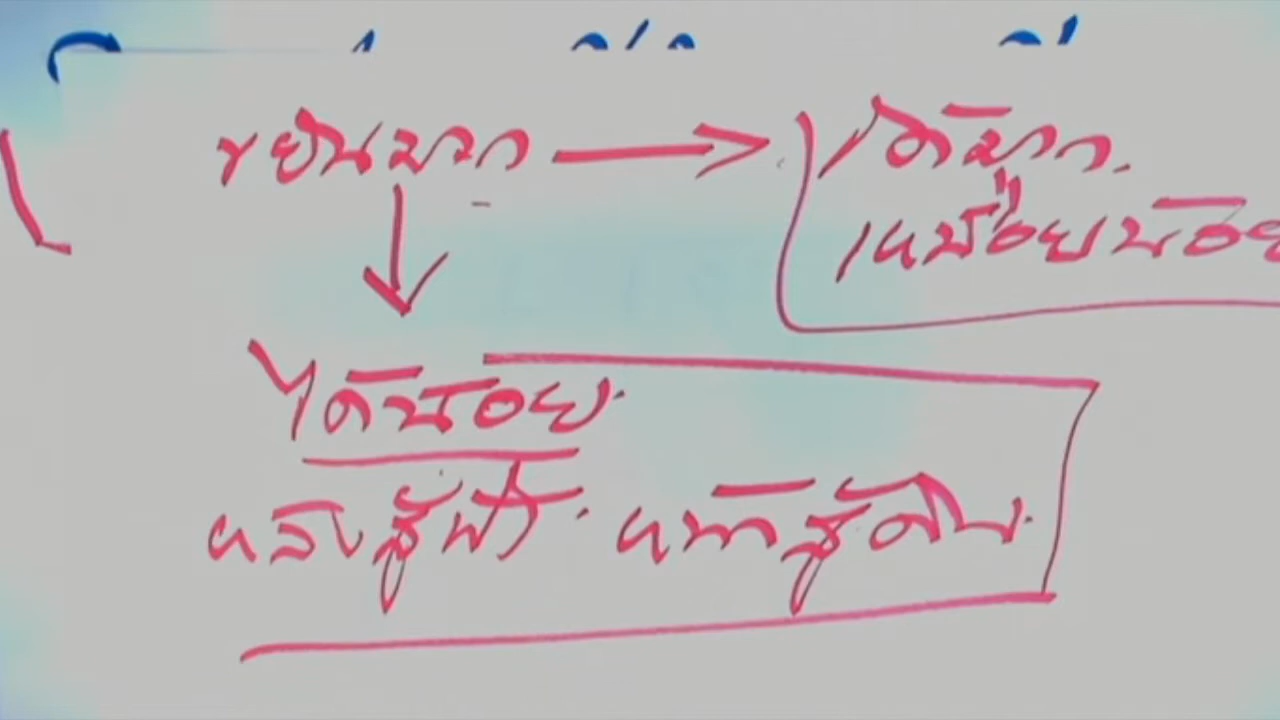 ขยันมาก
ได้มาก
เหนื่อยน้อย
ได้น้อย
หลังสู้ฟ้า หน้าสู้ดิน